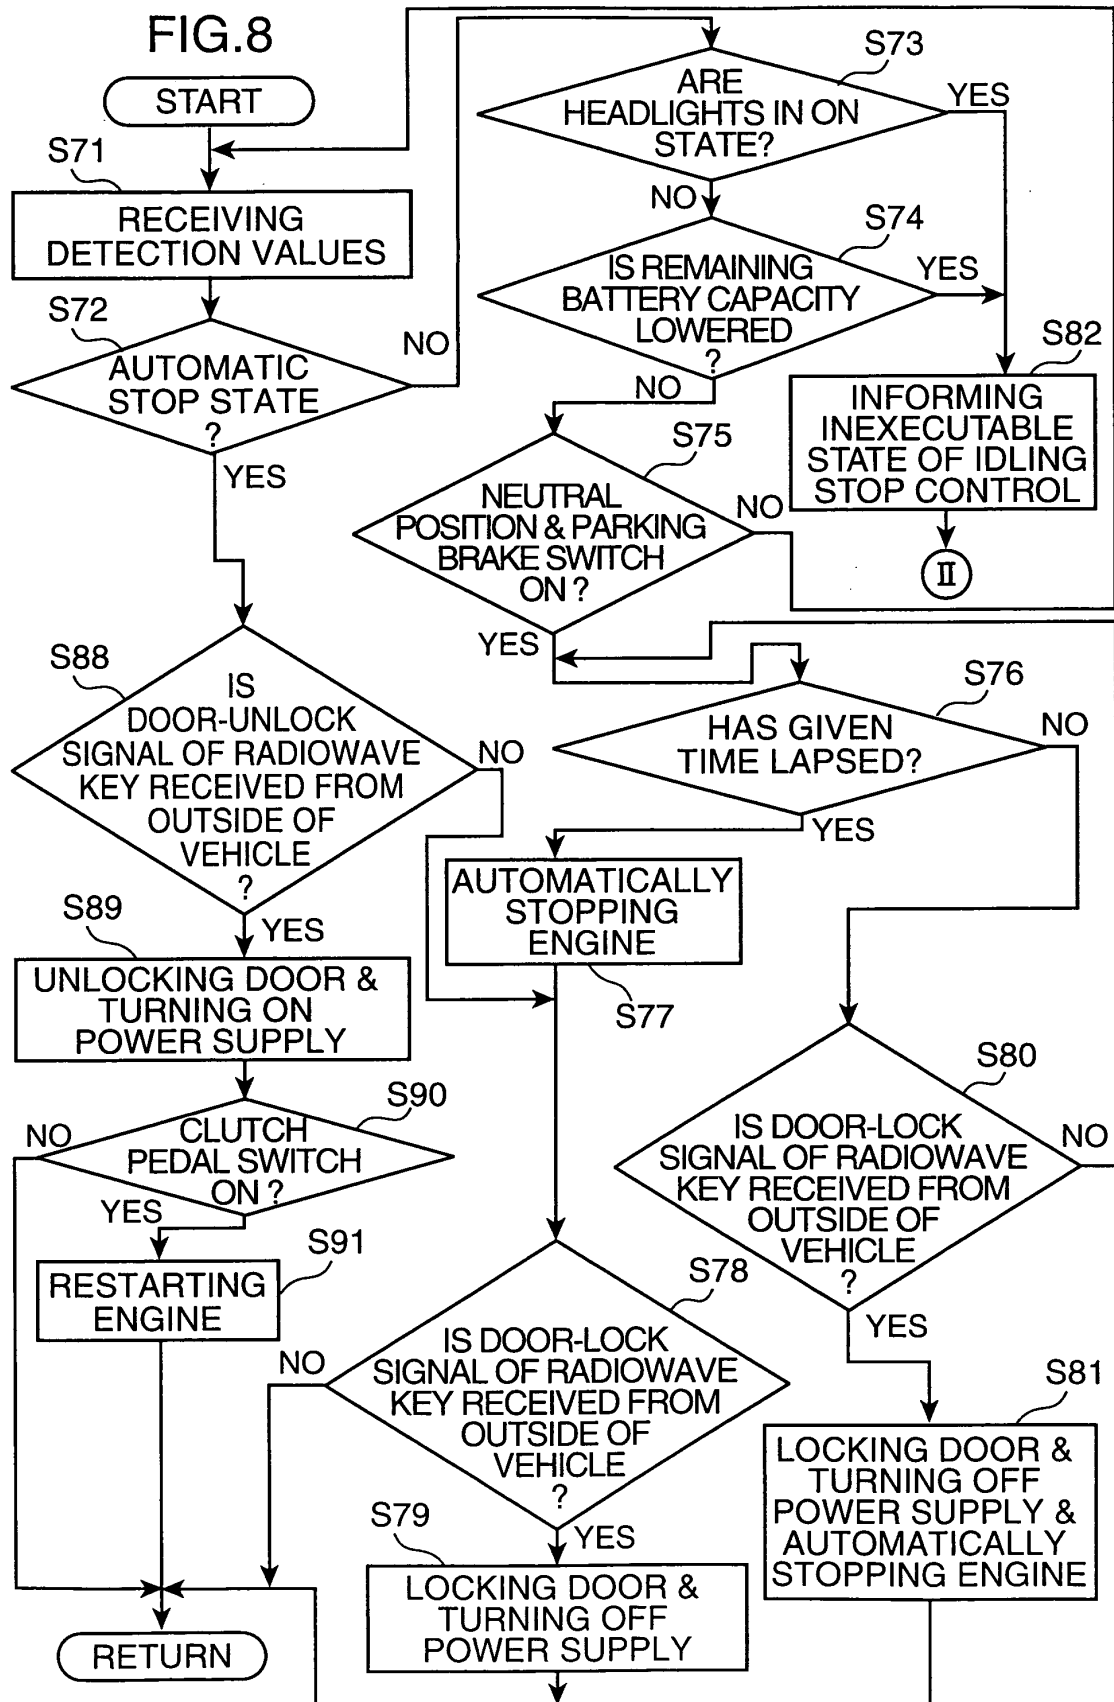 FIG.8
START
S71
RECEIVING
DETECTION VALUES
S72
AUTOMATIC
STOP STATE
?
NO
YES
S73
ARE
HEADLIGHTS IN ON
STATE?
YES
NO
S74
IS REMAINING
BATTERY CAPACITY
LOWERED
?
YES
NO
S82
INFORMING
INEXECUTABLE
STATE OF IDLING
STOP CONTROL
II
S75
NEUTRAL
POSITION & PARKING
BRAKE SWITCH
ON ?
NO
YES
S76
HAS GIVEN
TIME LAPSED?
NO
YES
AUTOMATICALLY
STOPPING
ENGINE
S77
S88
IS
DOOR-UNLOCK
SIGNAL OF RADIOWAVE
KEY RECEIVED FROM
OUTSIDE OF
VEHICLE
?
NO
YES
S89
UNLOCKING DOOR &
TURNING ON
POWER SUPPLY
S90
CLUTCH
PEDAL SWITCH
ON ?
NO
YES
S91
RESTARTING
ENGINE
S80
IS DOOR-LOCK
SIGNAL OF RADIOWAVE
KEY RECEIVED FROM
OUTSIDE OF
VEHICLE
?
NO
YES
S78
IS DOOR-LOCK
SIGNAL OF RADIOWAVE
KEY RECEIVED FROM
OUTSIDE OF
VEHICLE
?
NO
YES
S81
LOCKING DOOR &
TURNING OFF
POWER SUPPLY &
AUTOMATICALLY
STOPPING ENGINE
S79
LOCKING DOOR &
TURNING OFF
POWER SUPPLY
RETURN